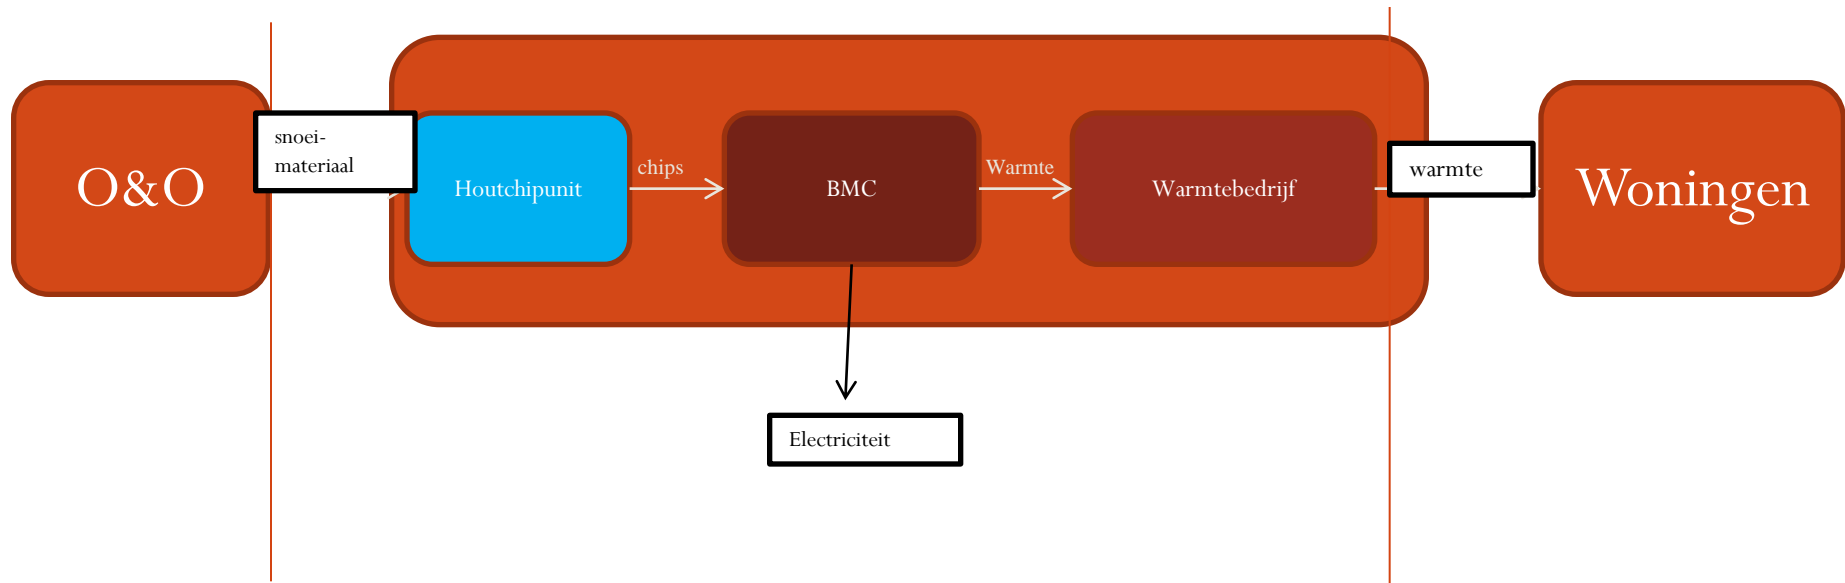 O&O
snoei-
materiaal
Houtchipunit
chips
BMC
Warmte
Warmtebedrijf
warmte
Woningen
Electriciteit